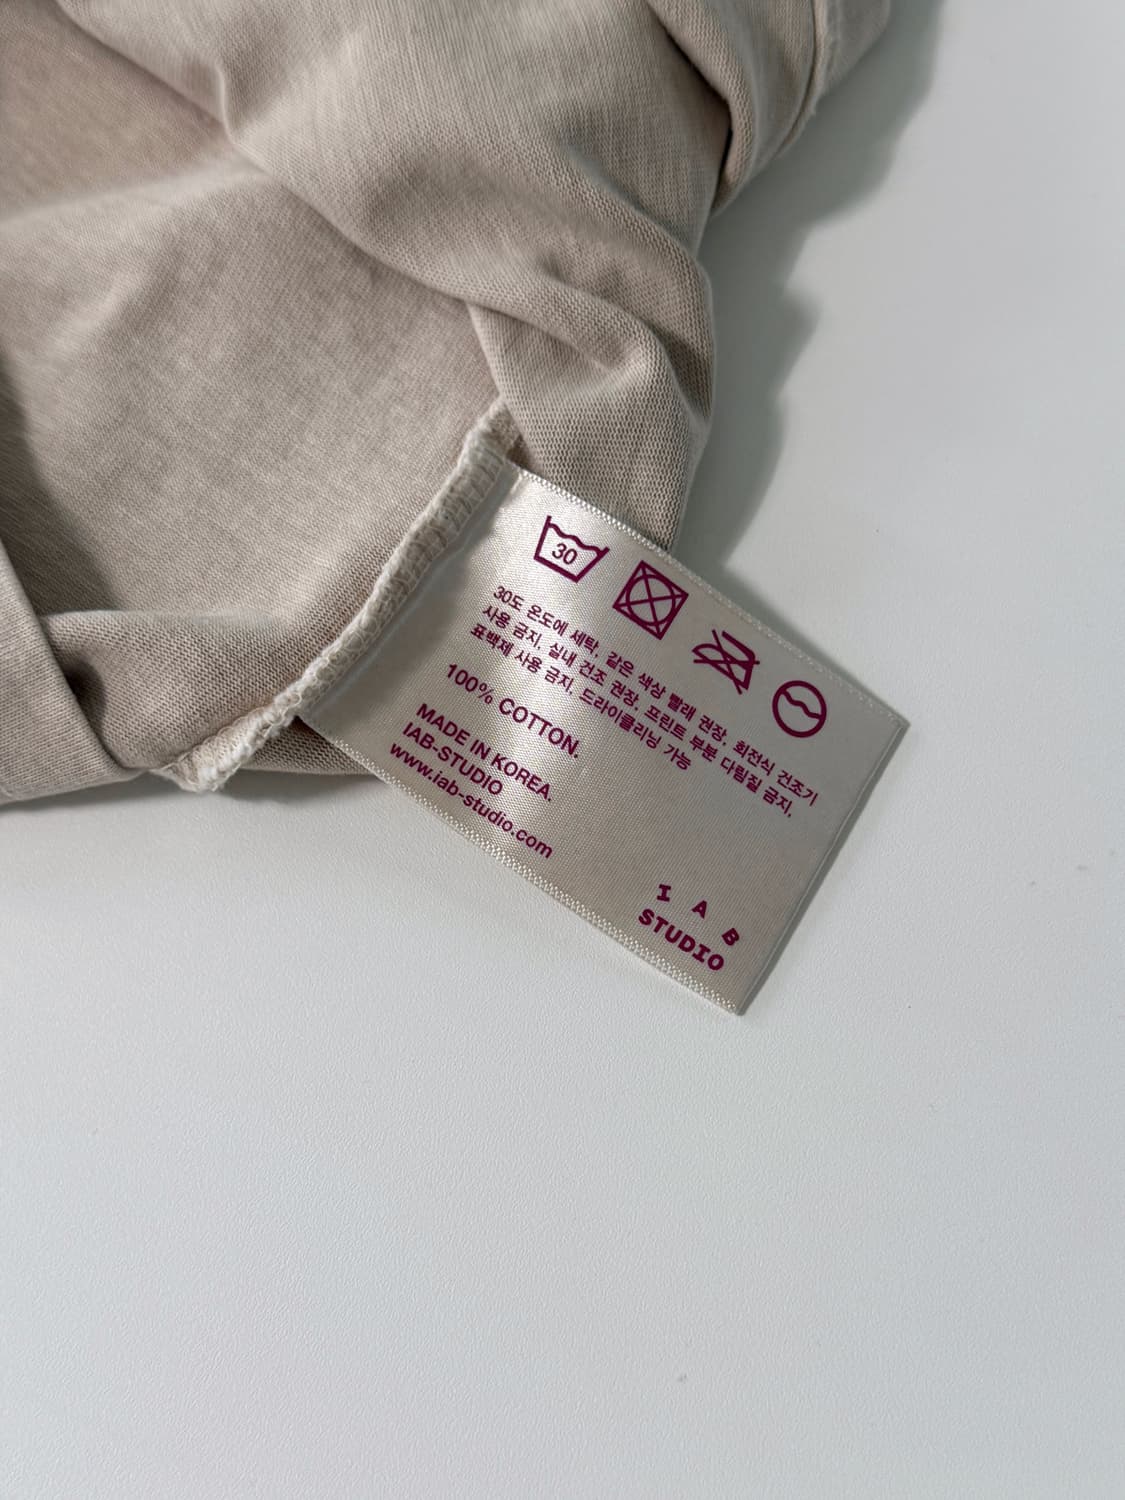 30
30도 온도에 세탁, 같은 색상 빨래 권장, 회전식 건조기
사용 금지, 실내 건조 권장, 프린트 부분 다림질 금지,
표백제 사용 금지, 드라이클리닝 가능
100% COTTON.
MADE IN KOREA.
IAB-STUDIO
www.iab-studio.com
I A B
STUDIO